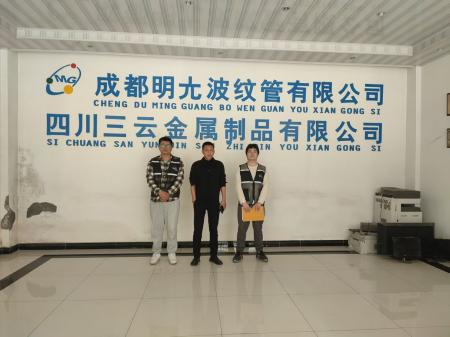 MG
成都明光波纹管有限公司
CHENG DU MING GUANG BO WEN GUAN YOU XIAN GONG SI
四川三云金属制品有限公司
SI CHUANG SAN YUN ZHI YOU XIAN GONG SI